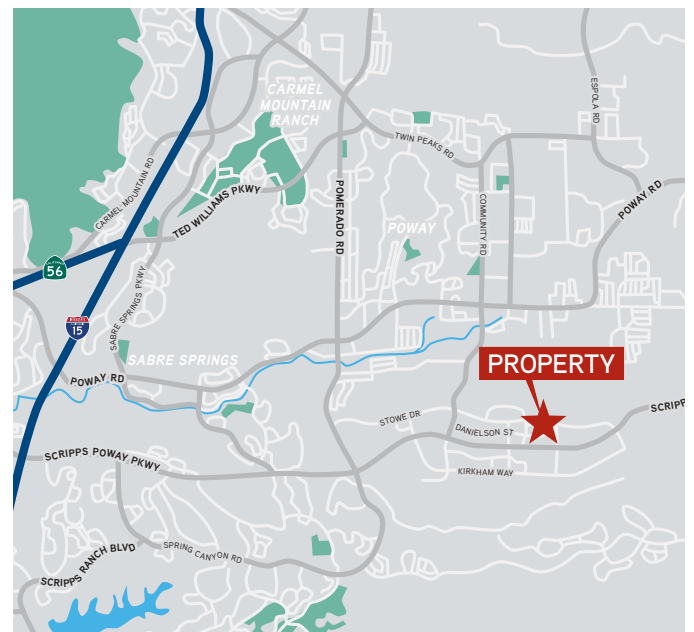 CARMEL
MOUNTAIN
RANCH
ESPOLA RD
TWIN PEAKS RD
CARMEL MOUNTAIN RD
TED WILLIAMS PKWY
POMERADO RD
COMMUNITY RD
POWAY RD
POWAY
56
SABRE SPRINGS PKWY
15
SABRE SPRINGS
PROPERTY
POWAY RD
STOWE DR
SCRIPP
DANIELSON ST
SCRIPPS POWAY PKWY
KIRKHAM WAY
SPRING CANYON RD
SCRIPPS RANCH BLVD